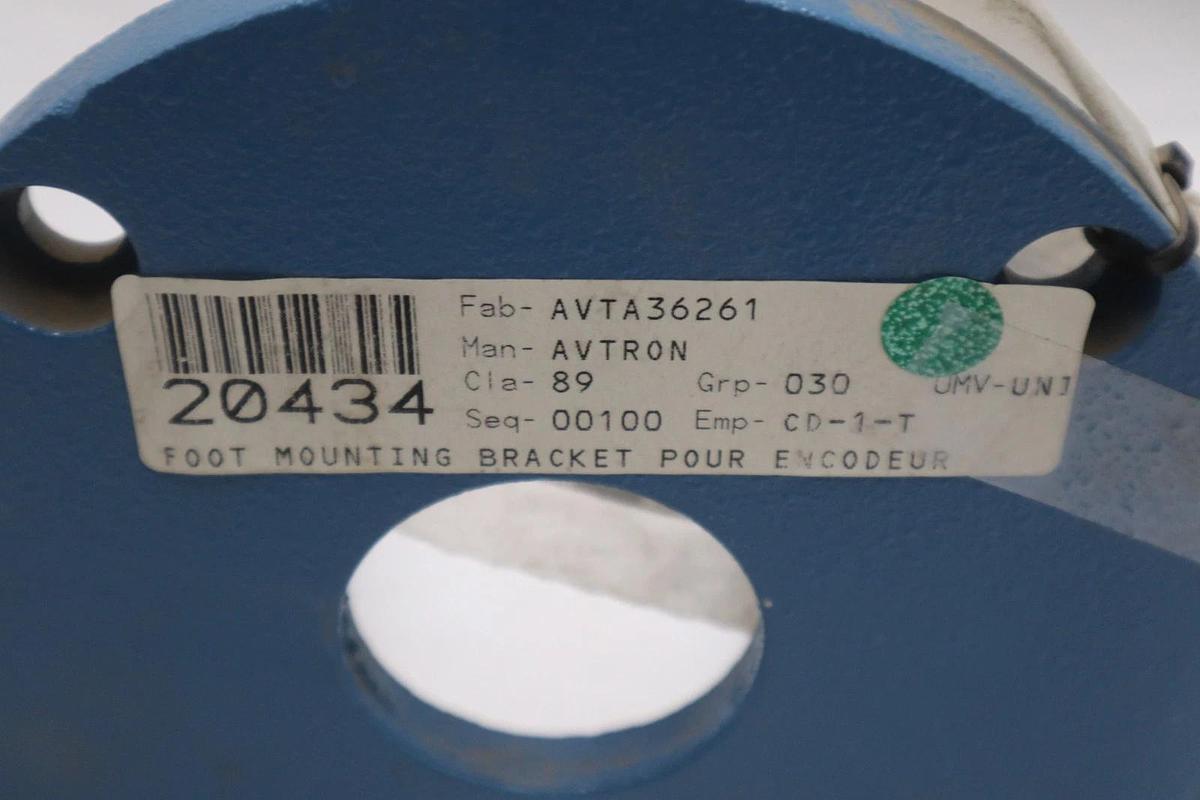 Fab- AVTA36261
Man- AVTRON
Cla- 89 Grp- 030 UMV-UNI
20434
Seq- 00100 Emp- CD-1-T
FOOT MOUNTING BRACKET POUR ENCODEUR